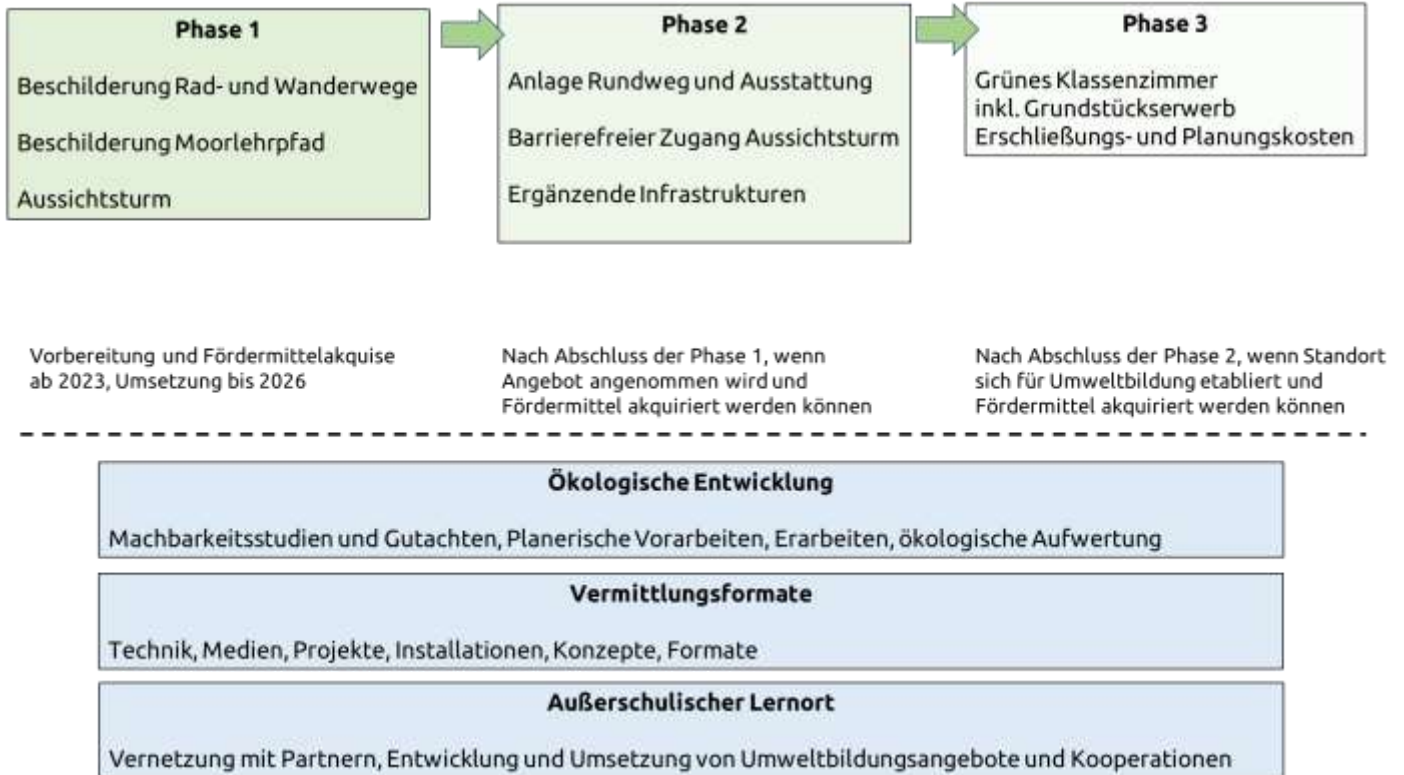 Phase 1
Beschilderung Rad- und Wanderwege
Beschilderung Moorlehrpfad
Aussichtsturm
Phase 2
Anlage Rundweg und Ausstattung
Barrierefreier Zugang Aussichtsturm
Ergänzende Infrastrukturen
Phase 3
Grünes Klassenzimmer
inkl. Grundstückserwerb
Erschließungs- und Planungskosten
Vorbereitung und Fördermittelakquise
ab 2023, Umsetzung bis 2026
Nach Abschluss der Phase 1, wenn
Angebot angenommen wird und
Fördermittel akquiriert werden können
Nach Abschluss der Phase 2, wenn Standort
sich für Umweltbildung etabliert und
Fördermittel akquiriert werden können
Ökologische Entwicklung
Machbarkeitsstudien und Gutachten, Planerische Vorarbeiten, Erarbeiten, ökologische Aufwertung
Vermittlungsformate
Technik, Medien, Projekte, Installationen, Konzepte, Formate
Außerschulischer Lernort
Vernetzung mit Partnern, Entwicklung und Umsetzung von Umweltbildungsangebote und Kooperationen